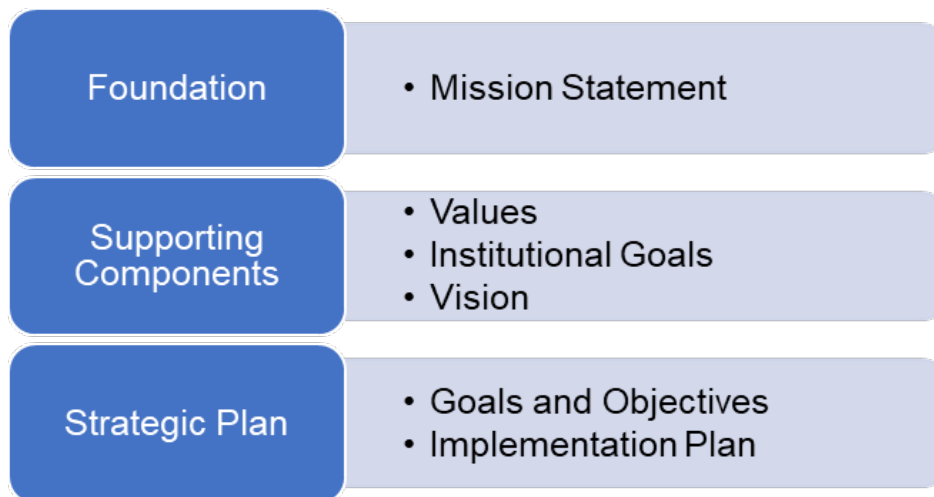 Foundation
• Mission Statement
Supporting
Components
• Values
• Institutional Goals
• Vision
Strategic Plan
• Goals and Objectives
• Implementation Plan